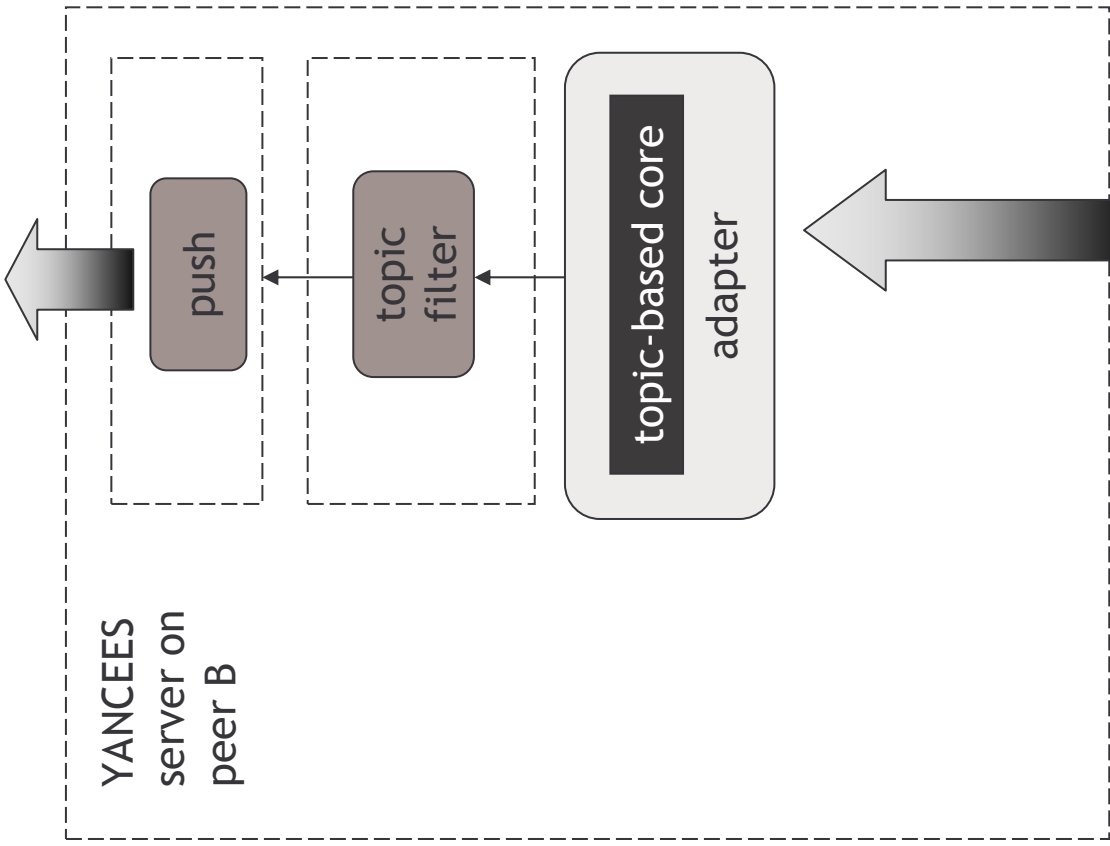 YANCEES
server on
peer B
push
topic
filter
topic-based core
adapter